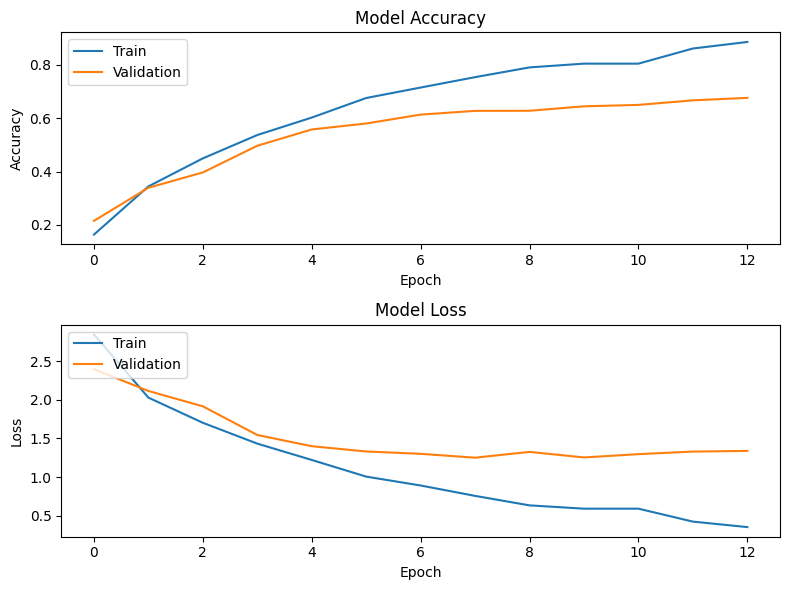 Model Accuracy
Train
Validation
0.8
0.6
0.4
0.2
Accuracy
0 2 4 6 8 10 12
Epoch
Model Loss
Train
Validation
2.5
2.0
1.5
1.0
0.5
Loss
0 2 4 6 8 10 12
Epoch